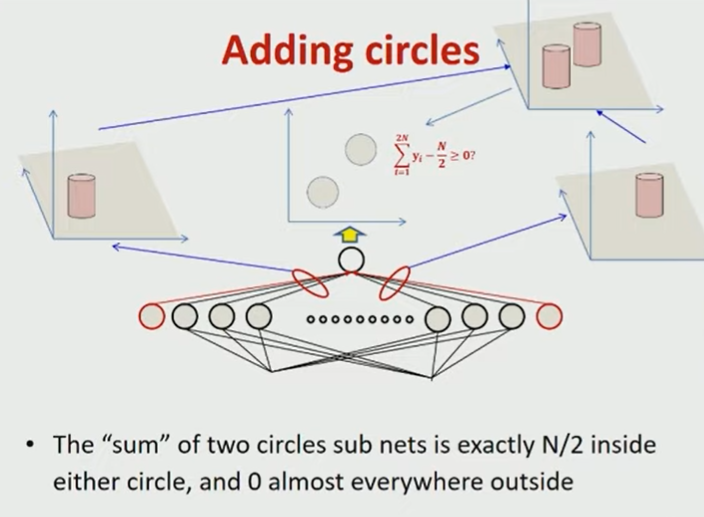 Adding circles
$\sum_{i=1}^{2N} y_i - \frac{N}{2} \geq 0?$
• The “sum” of two circles sub nets is exactly N/2 inside
either circle, and 0 almost everywhere outside